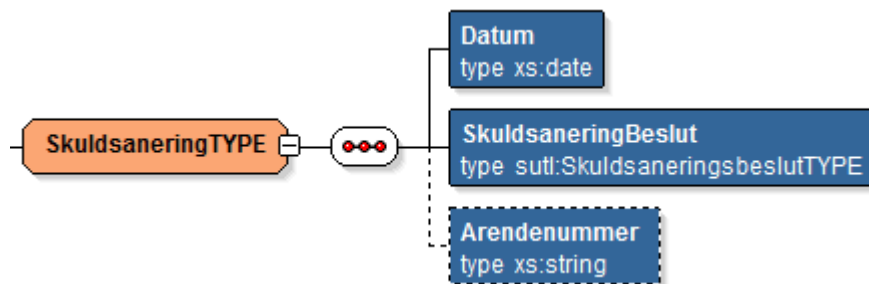 Datum
type xs:date
SkuldsaneringTYPE
SkuldsaneringBeslut
type sutl:SkuldsaneringsbeslutTYPE
Arendenummer
type xs:string